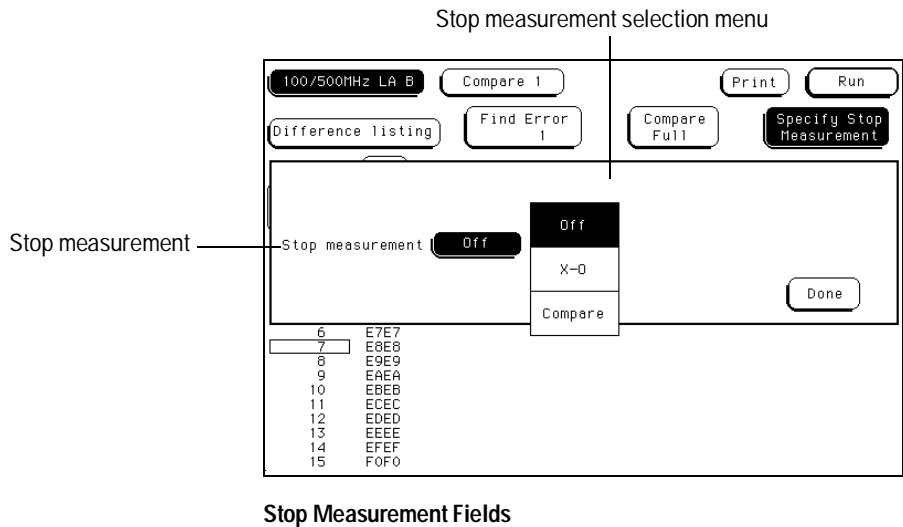 Stop measurement selection menu
100/500MHz LA B
Compare 1
Print
Run
Difference listing
Find Error
1
Compare
Full
Specify Stop
Measurement
Stop measurement
Stop measurement
Off
Off
X-O
Compare
Done
6 E7E7
7 E8E8
8 E9E9
9 EAEA
10 EBEB
11 ECEC
12 EDED
13 EEEE
14 EFEF
15 F0F0
Stop Measurement Fields